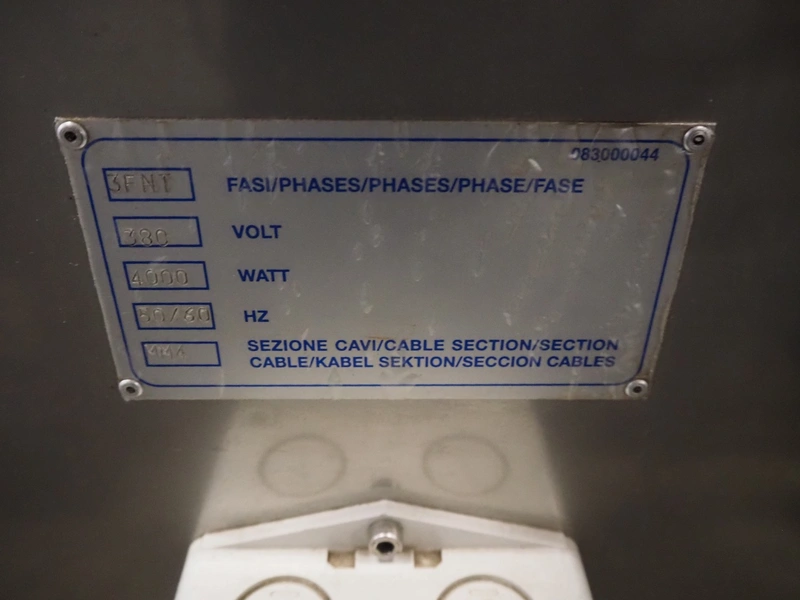 083000044
3FNT FASI/PHASES/PHASES/PHASE/FASE
380 VOLT
4000 WATT
50/60 HZ
SEZIONE CAVI/CABLE SECTION/SECTION
CABLE/KABEL SEKTION/SECCION CABLES